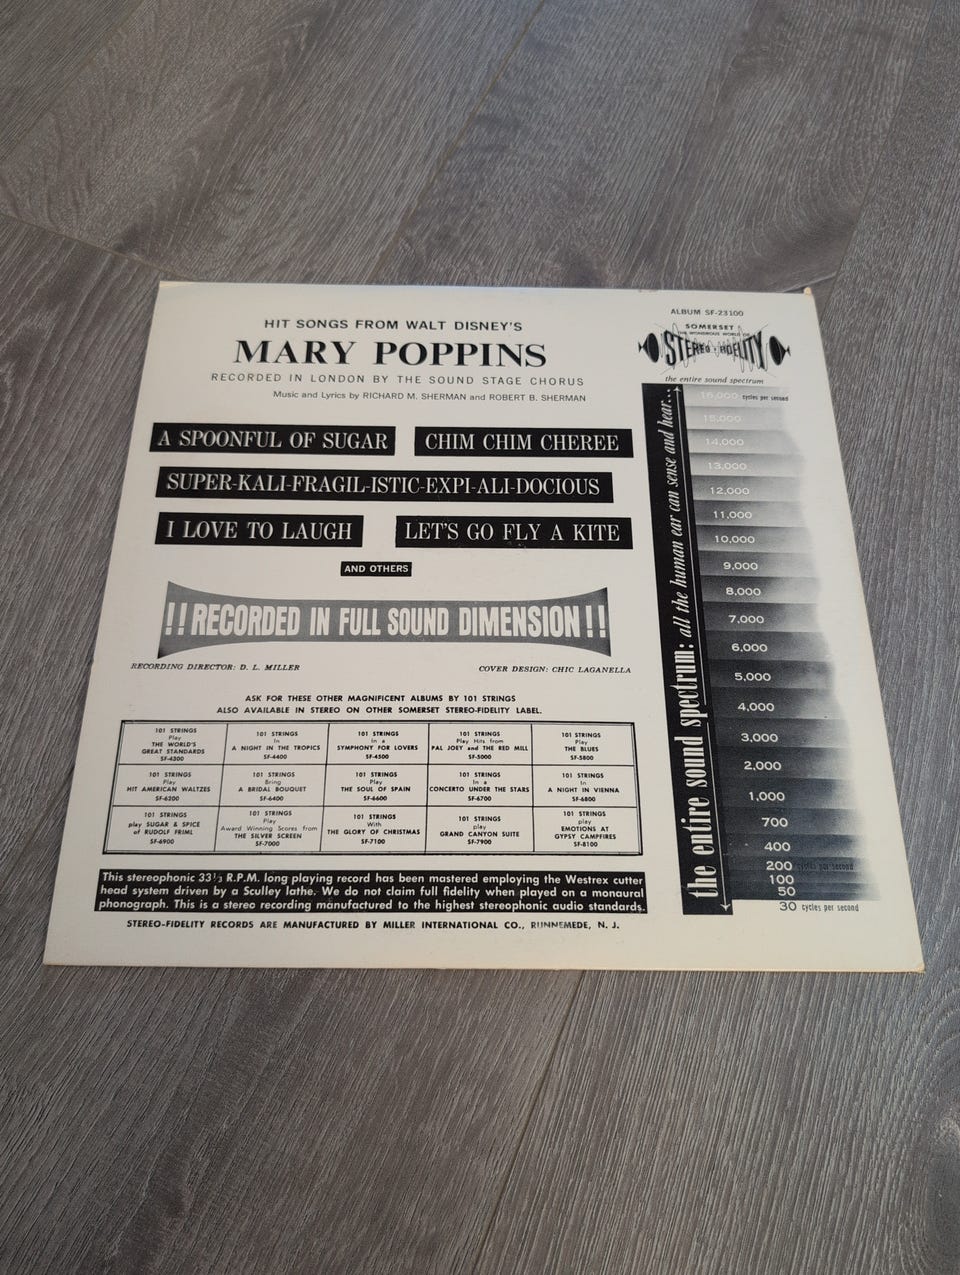 HIT SONGS FROM WALT DISNEY'S
MARY POPPINS
RECORDED IN LONDON BY THE SOUND STAGE CHORUS
Music and Lyrics by RICHARD M. SHERMAN and ROBERT B. SHERMAN
A SPOONFUL OF SUGAR
CHIM CHIM CHEREE
SUPER-KALI-FRAGIL-ISTIC-EXPI-ALI-DOCIOUS
I LOVE TO LAUGH
LET'S GO FLY A KITE
AND OTHERS
!!RECORDED IN FULL SOUND DIMENSION!!
RECORDING DIRECTOR: D. L. MILLER
COVER DESIGN: CHIC LAGANELLA
ASK FOR THESE OTHER MAGNIFICENT ALBUMS BY 101 STRINGS
ALSO AVAILABLE IN STEREO ON OTHER SOMERSET STEREO-FIDELITY LABEL.
101 STRINGS
Play
THE WORLD'S
GREAT STANDARDS
SF-4300
101 STRINGS
In
A NIGHT IN THE TROPICS
SF-4400
101 STRINGS
In a
SYMPHONY FOR LOVERS
SF-4500
101 STRINGS
Play Hits from
PAL JOEY and THE RED MILL
SF-5000
101 STRINGS
Play
THE BLUES
SF-5800
101 STRINGS
Play
HIT AMERICAN WALTZES
SF-6200
101 STRINGS
Bring
A BRIDAL BOUQUET
SF-6400
101 STRINGS
Play
THE SOUL OF SPAIN
SF-6600
101 STRINGS
In a
CONCERTO UNDER THE STARS
SF-6700
101 STRINGS
In
A NIGHT IN VIENNA
SF-6800
101 STRINGS
play SUGAR & SPICE
of RUDOLF FRIML
SF-6900
101 STRINGS
Play
Award Winning Scores from
THE SILVER SCREEN
SF-7000
101 STRINGS
With
THE GLORY OF CHRISTMAS
SF-7100
101 STRINGS
play
GRAND CANYON SUITE
SF-7900
101 STRINGS
play
EMOTIONS AT
GYPSY CAMPFIRES
SF-8100
This stereophonic 33⅓ R.P.M. long playing record has been mastered employing the Westrex cutter
head system driven by a Sculley lathe. We do not claim full fidelity when played on a monaural
phonograph. This is a stereo recording manufactured to the highest stereophonic audio standards.
STEREO-FIDELITY RECORDS ARE MANUFACTURED BY MILLER INTERNATIONAL CO., RUNNEMEDE, N. J.
ALBUM SF-23100
SOMERSET
THE WONDROUS WORLD OF
STEREO-FIDELITY
the entire sound spectrum
the entire sound spectrum: all the human ear can sense and hear...
16,000 cycles per second
15,000
14,000
13,000
12,000
11,000
10,000
9,000
8,000
7,000
6,000
5,000
4,000
3,000
2,000
1,000
700
400
200 cycles per second
100
50
30 cycles per second